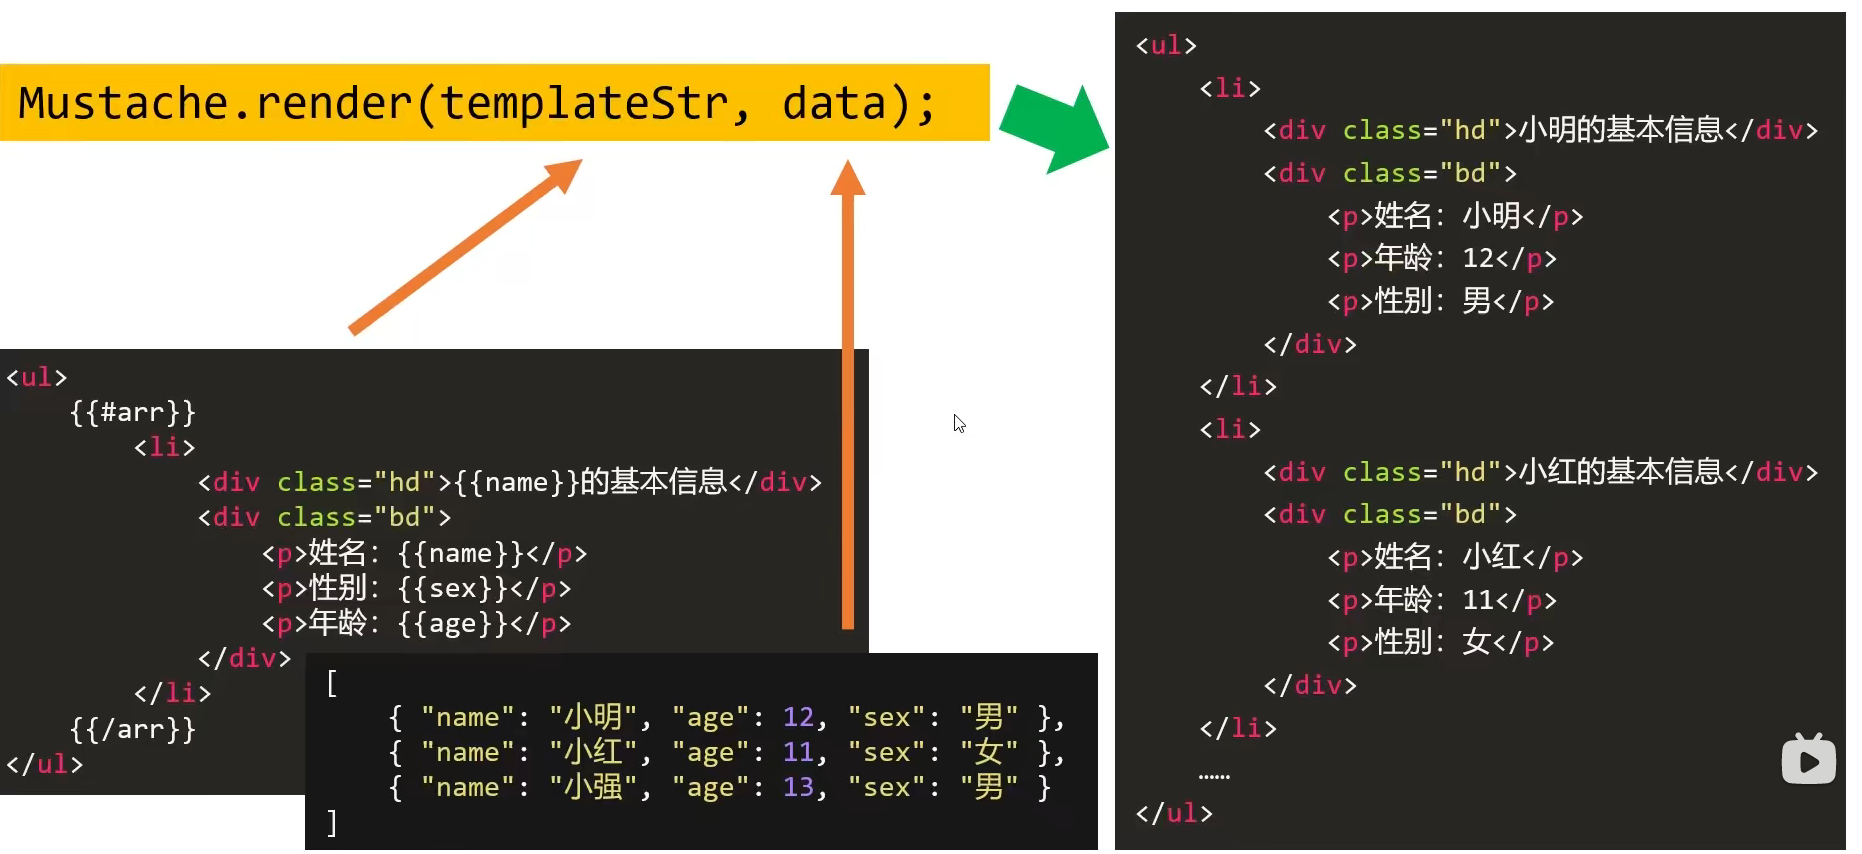 Mustache.render(templateStr, data);
<ul>
{{#arr}}
<li>
<div class="hd">{{name}}的基本信息</div>
<div class="bd">
<p>姓名：{{name}}</p>
<p>性别：{{sex}}</p>
<p>年龄：{{age}}</p>
</div>
</li>
{{/arr}}
</ul>
[
{ "name": "小明", "age": 12, "sex": "男" },
{ "name": "小红", "age": 11, "sex": "女" },
{ "name": "小强", "age": 13, "sex": "男" }
]
<ul>
<li>
<div class="hd">小明的基本信息</div>
<div class="bd">
<p>姓名：小明</p>
<p>年龄：12</p>
<p>性别：男</p>
</div>
</li>
<li>
<div class="hd">小红的基本信息</div>
<div class="bd">
<p>姓名：小红</p>
<p>年龄：11</p>
<p>性别：女</p>
</div>
</li>
……
</ul>